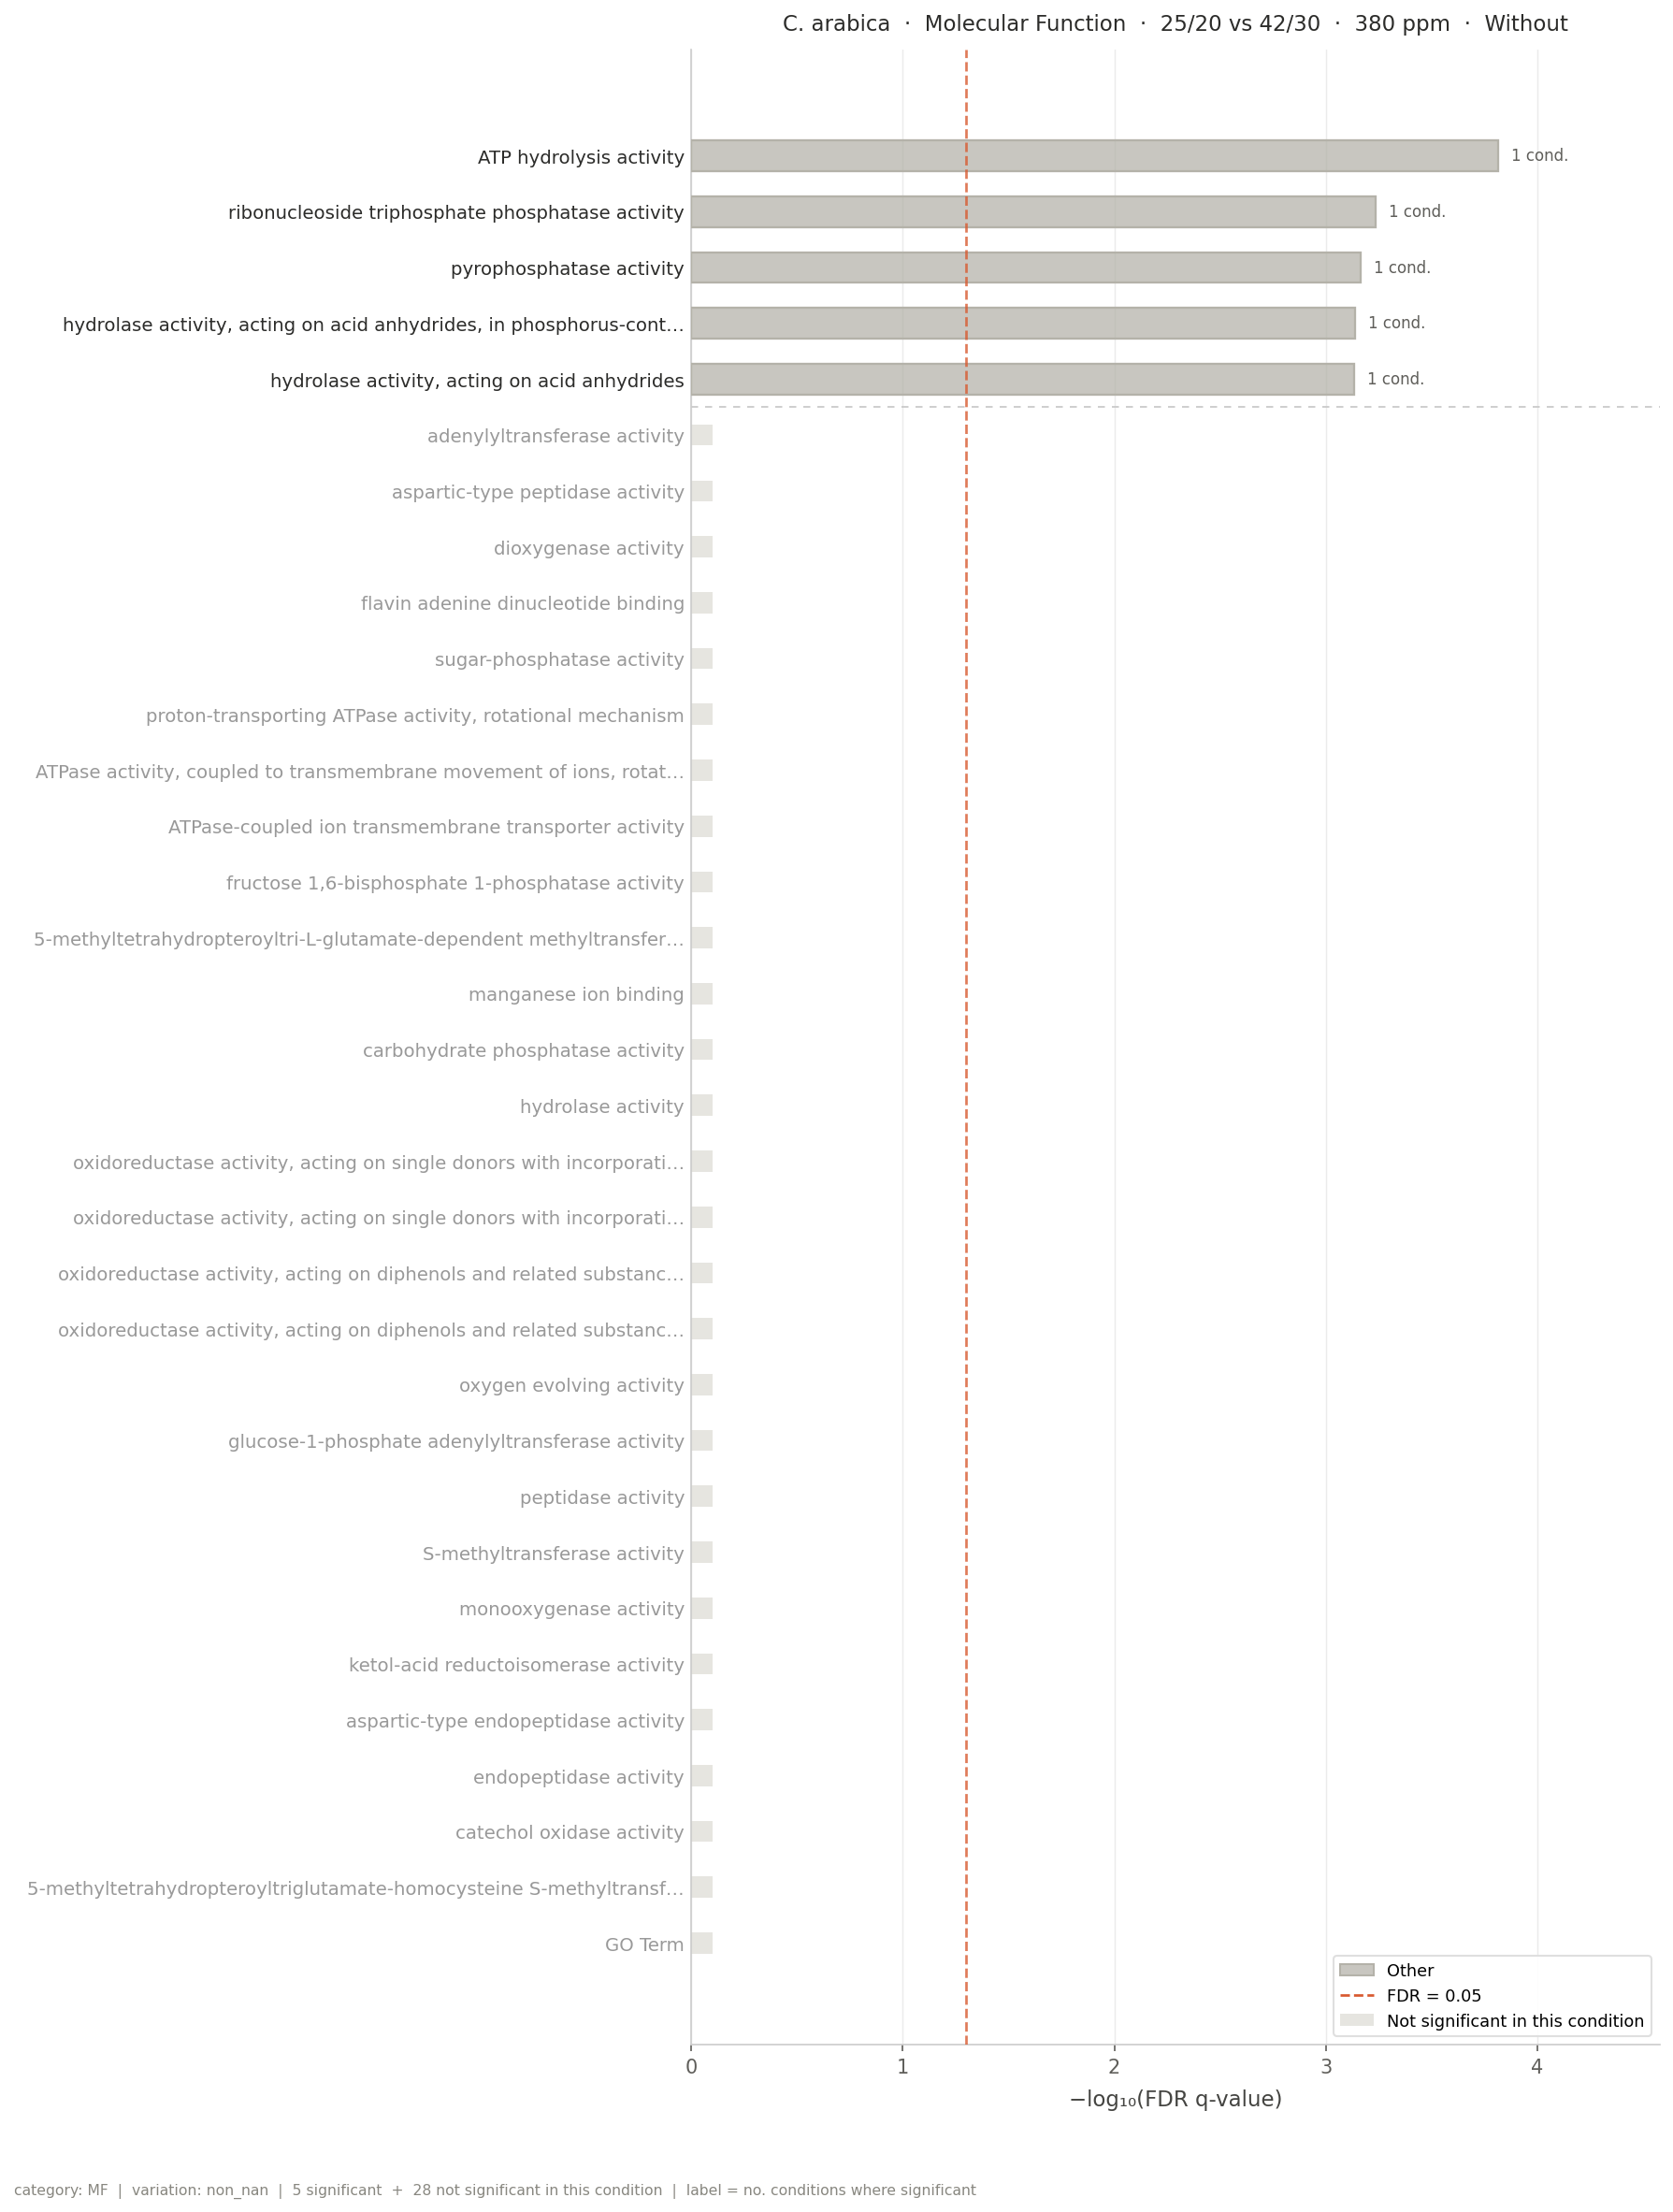 C. arabica · Molecular Function · 25/20 vs 42/30 · 380 ppm · Without
ATP hydrolysis activity 1 cond.
ribonucleoside triphosphate phosphatase activity 1 cond.
pyrophosphatase activity 1 cond.
hydrolase activity, acting on acid anhydrides, in phosphorus-cont… 1 cond.
hydrolase activity, acting on acid anhydrides 1 cond.
adenylyltransferase activity
aspartic-type peptidase activity
dioxygenase activity
flavin adenine dinucleotide binding
sugar-phosphatase activity
proton-transporting ATPase activity, rotational mechanism
ATPase activity, coupled to transmembrane movement of ions, rotat…
ATPase-coupled ion transmembrane transporter activity
fructose 1,6-bisphosphate 1-phosphatase activity
5-methyltetrahydropteroyltri-L-glutamate-dependent methyltransfer…
manganese ion binding
carbohydrate phosphatase activity
hydrolase activity
oxidoreductase activity, acting on single donors with incorporati…
oxidoreductase activity, acting on single donors with incorporati…
oxidoreductase activity, acting on diphenols and related substanc…
oxidoreductase activity, acting on diphenols and related substanc…
oxygen evolving activity
glucose-1-phosphate adenylyltransferase activity
peptidase activity
S-methyltransferase activity
monooxygenase activity
ketol-acid reductoisomerase activity
aspartic-type endopeptidase activity
endopeptidase activity
catechol oxidase activity
5-methyltetrahydropteroyltriglutamate-homocysteine S-methyltransf…
GO Term
Other
FDR = 0.05
Not significant in this condition
0 1 2 3 4
−log₁₀(FDR q-value)
category: MF | variation: non_nan | 5 significant + 28 not significant in this condition | label = no. conditions where significant